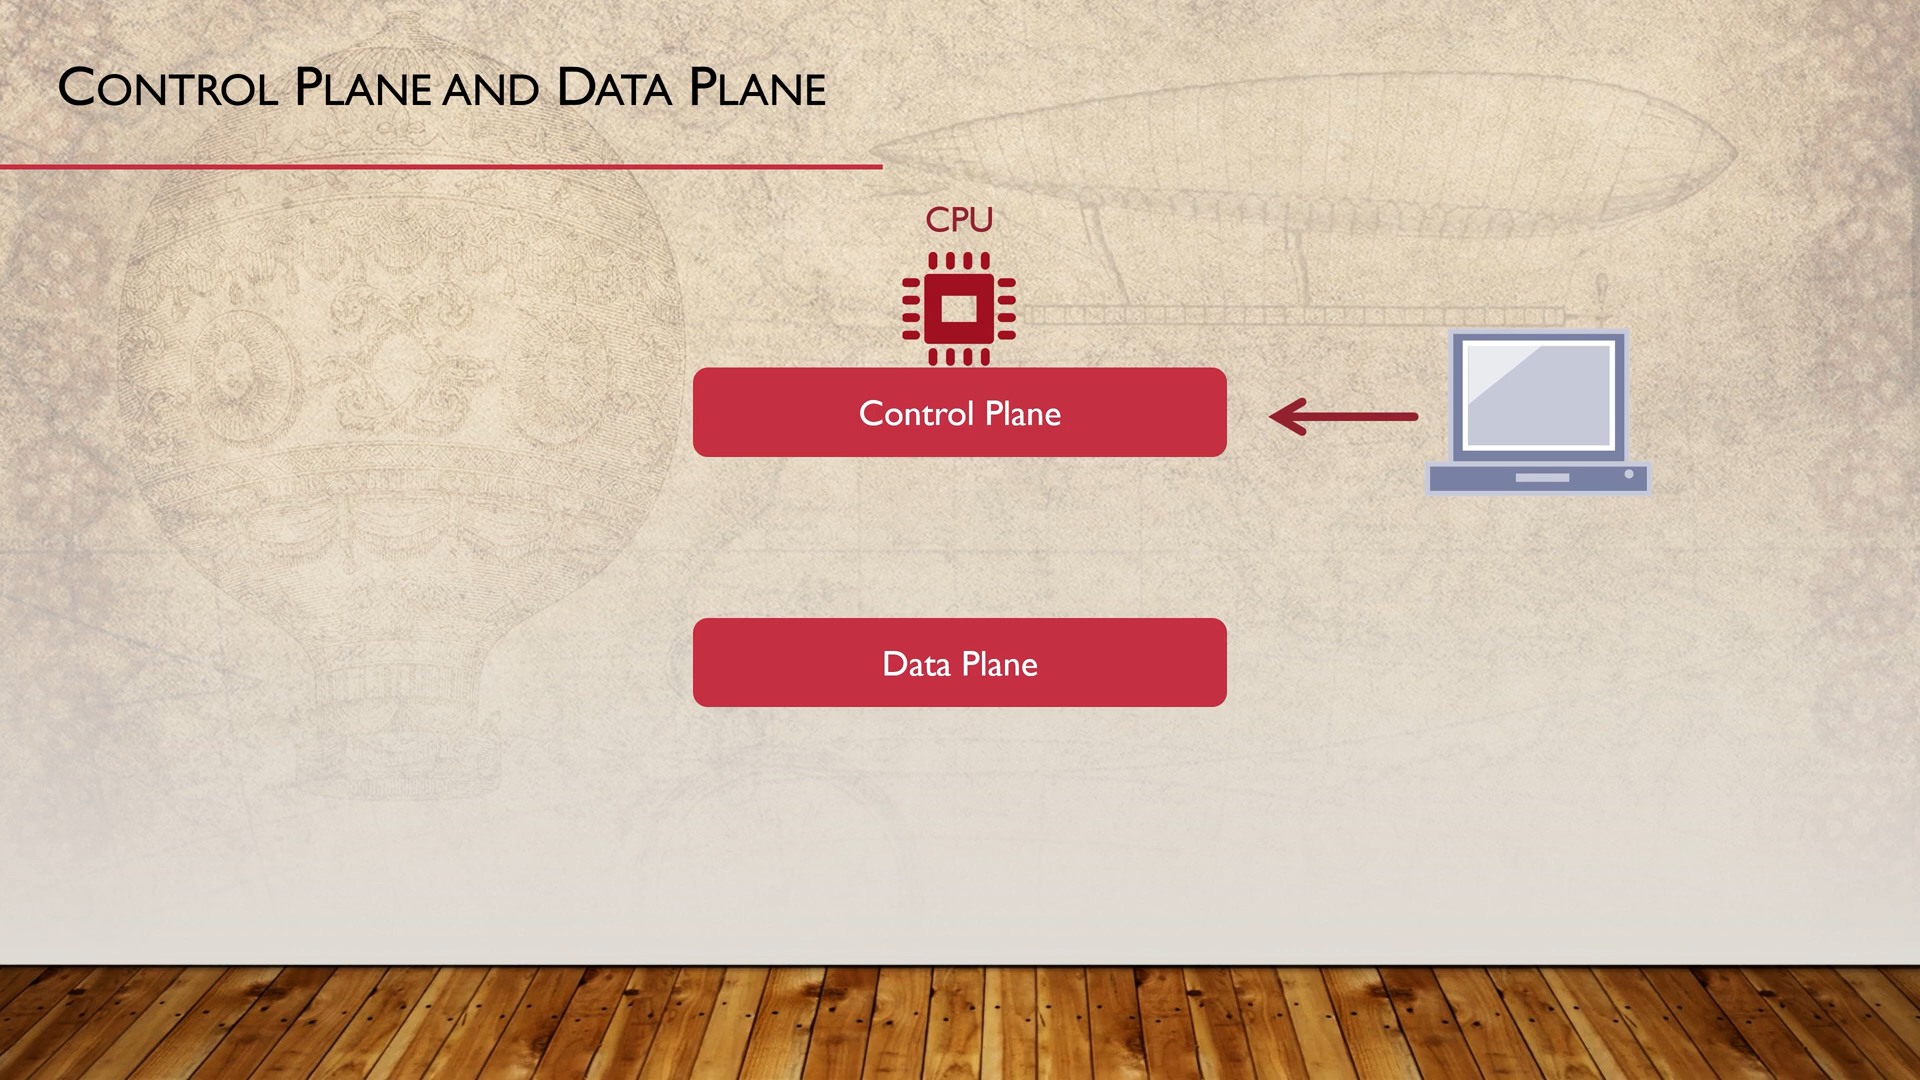 Control Plane and Data Plane
CPU
Control Plane
Data Plane